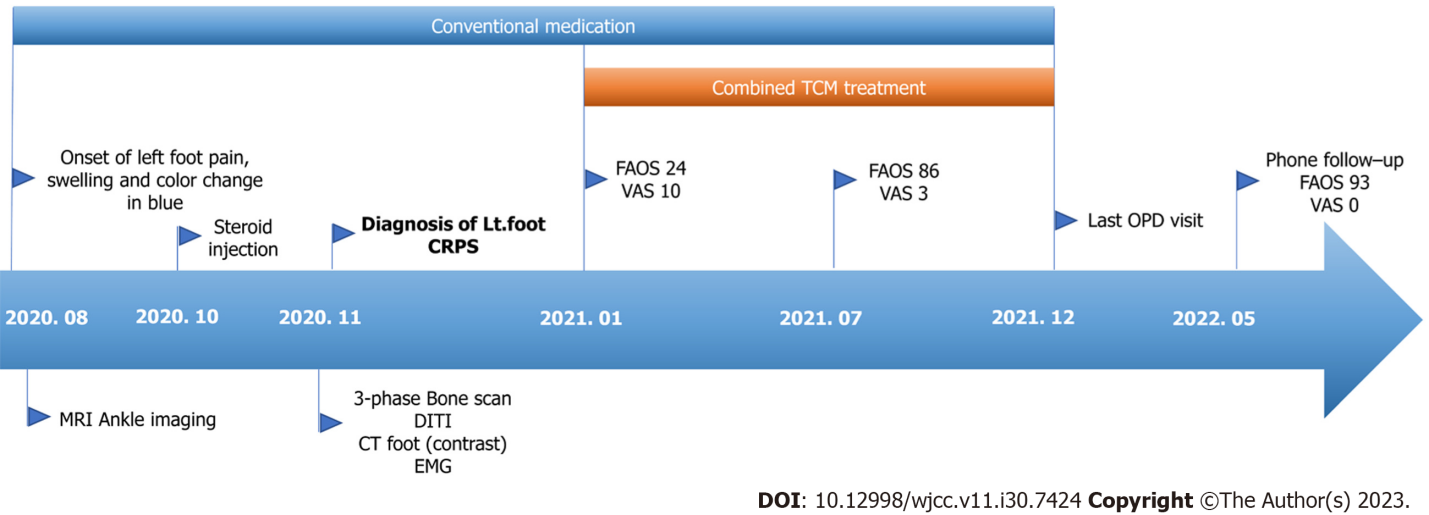 Conventional medication
Combined TCM treatment
Onset of left foot pain,
swelling and color change
in blue
Steroid
injection
Diagnosis of Lt.foot
CRPS
FAOS 24
VAS 10
FAOS 86
VAS 3
Last OPD visit
Phone follow–up
FAOS 93
VAS 0
2020. 08
2020. 10
2020. 11
2021. 01
2021. 07
2021. 12
2022. 05
MRI Ankle imaging
3-phase Bone scan
DITI
CT foot (contrast)
EMG
DOI: 10.12998/wjcc.v11.i30.7424 Copyright ©The Author(s) 2023.